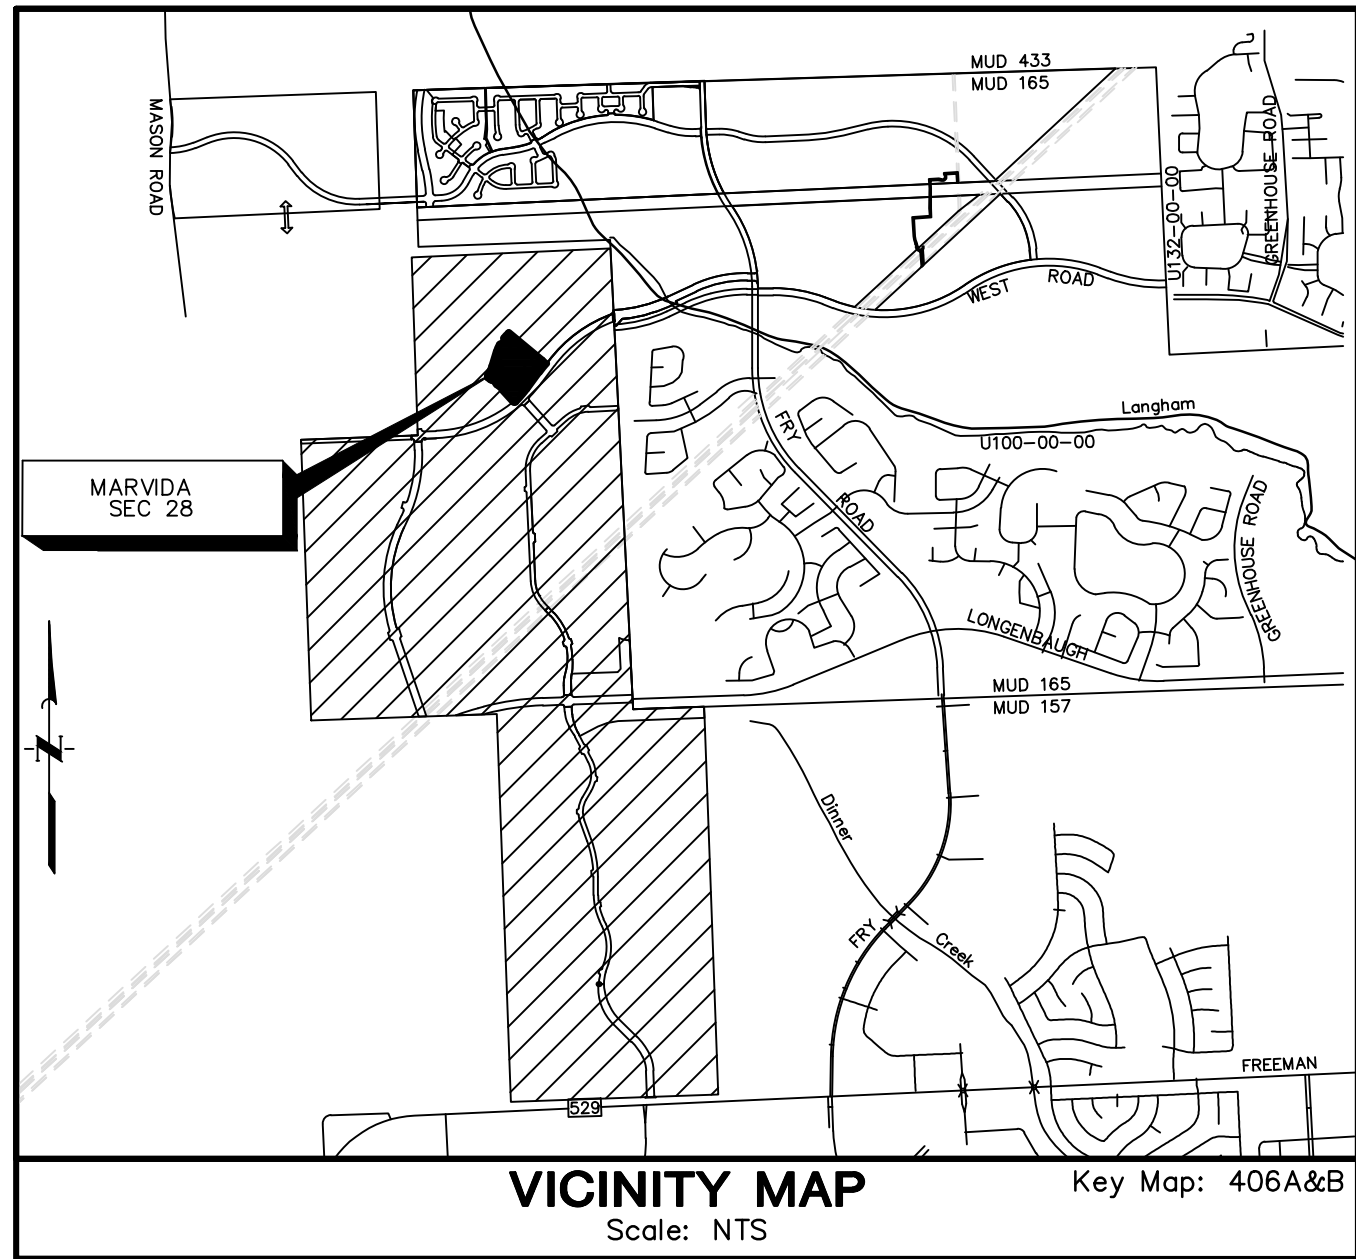 MUD 433
MUD 165
MASON ROAD
GREENHOUSE ROAD
U132-00-00
WEST ROAD
Langham
U100-00-00
FRY
ROAD
MARVIDA
SEC 28
GREENHOUSE ROAD
LONGENBAUGH
MUD 165
MUD 157
N
Dinner
Creek
FRY
FREEMAN
529
VICINITY MAP
Scale: NTS
Key Map: 406A&B